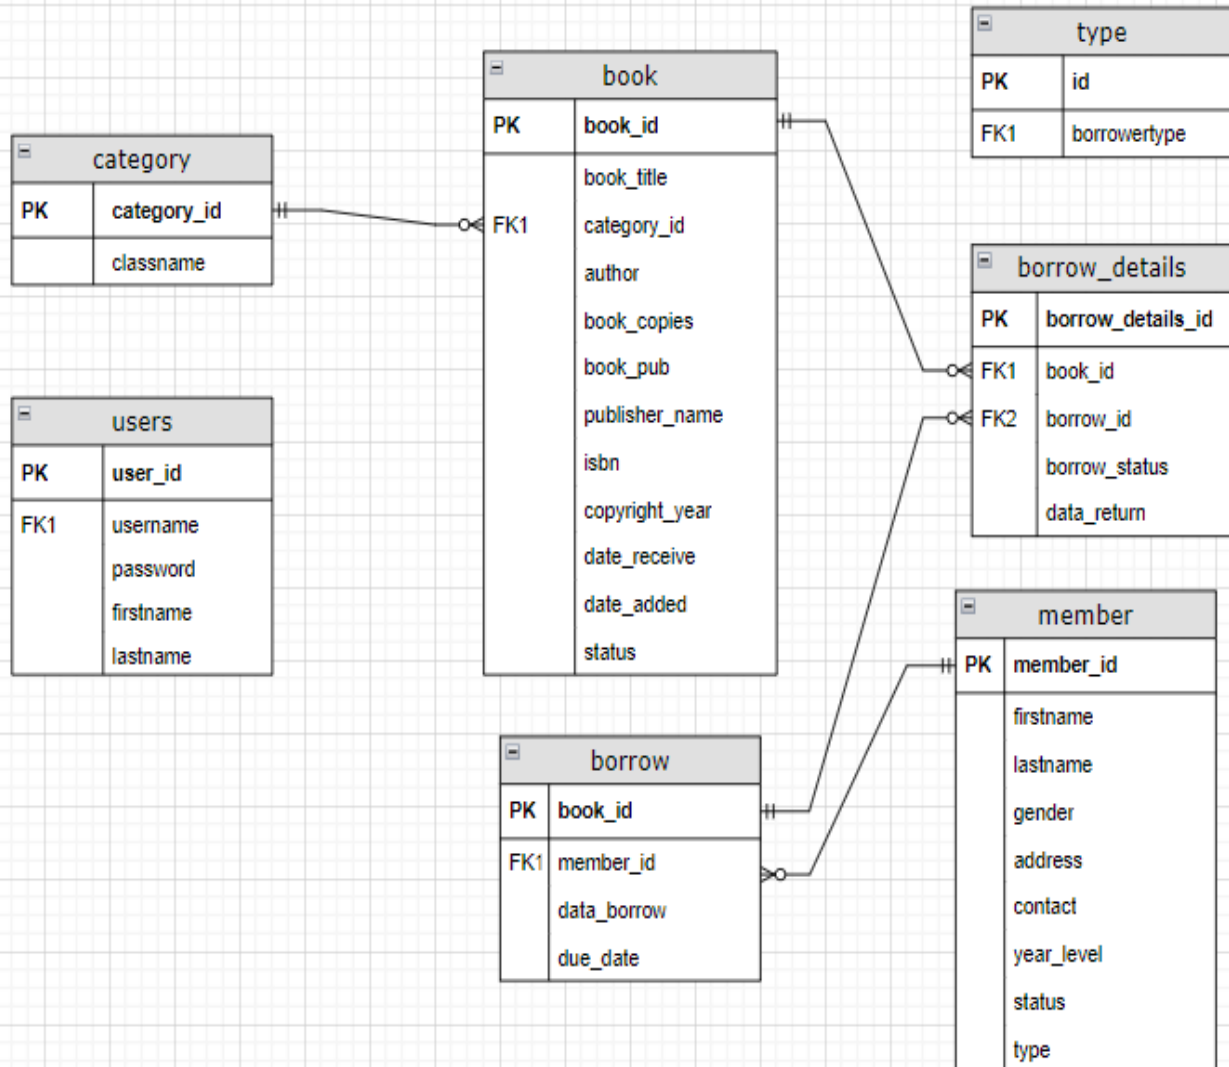 category
PK category_id
classname
users
PK user_id
FK1 username
password
firstname
lastname
book
PK book_id
book_title
FK1 category_id
author
book_copies
book_pub
publisher_name
isbn
copyright_year
date_receive
date_added
status
borrow
PK book_id
FK1 member_id
data_borrow
due_date
type
PK id
FK1 borrowertype
borrow_details
PK borrow_details_id
FK1 book_id
FK2 borrow_id
borrow_status
data_return
member
PK member_id
firstname
lastname
gender
address
contact
year_level
status
type